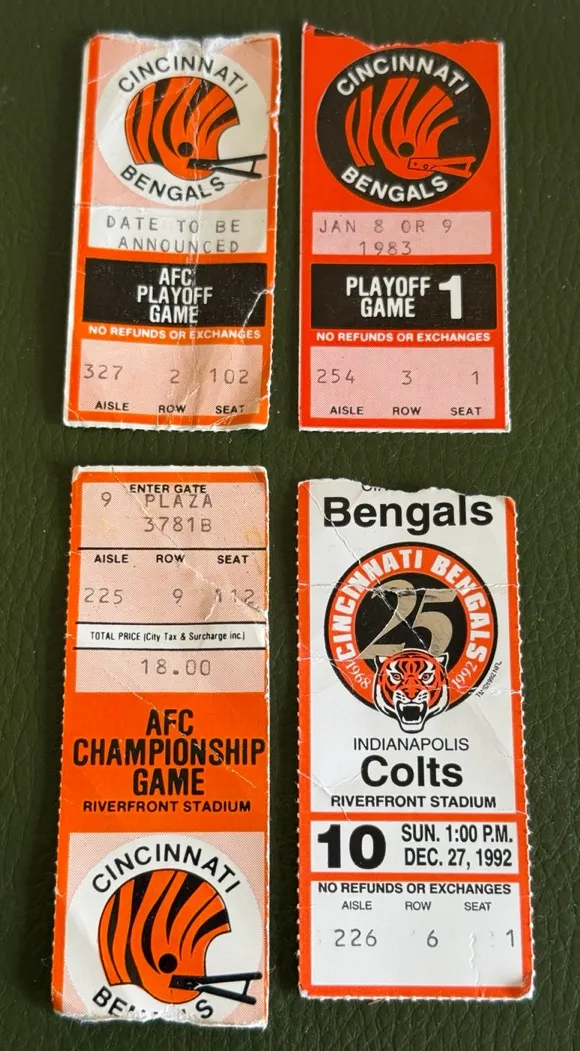 CINCINNATI
BENGALS
DATE TO BE
ANNOUNCED
AFC
PLAYOFF
GAME
NO REFUNDS OR EXCHANGES
327 2 102
AISLE ROW SEAT
CINCINNATI
BENGALS
JAN 8 OR 9
1983
PLAYOFF
GAME 1
NO REFUNDS OR EXCHANGES
254 3 1
AISLE ROW SEAT
ENTER GATE
9 PLAZA
3781B
AISLE ROW SEAT
225 9 112
TOTAL PRICE (City Tax & Surcharge inc.)
18.00
AFC
CHAMPIONSHIP
GAME
RIVERFRONT STADIUM
CINCINNATI
Bengals
CINCINNATI BENGALS
25
1968 1992
INDIANAPOLIS
Colts
RIVERFRONT STADIUM
10 SUN. 1:00 P.M.
DEC. 27, 1992
NO REFUNDS OR EXCHANGES
AISLE ROW SEAT
226 6 1